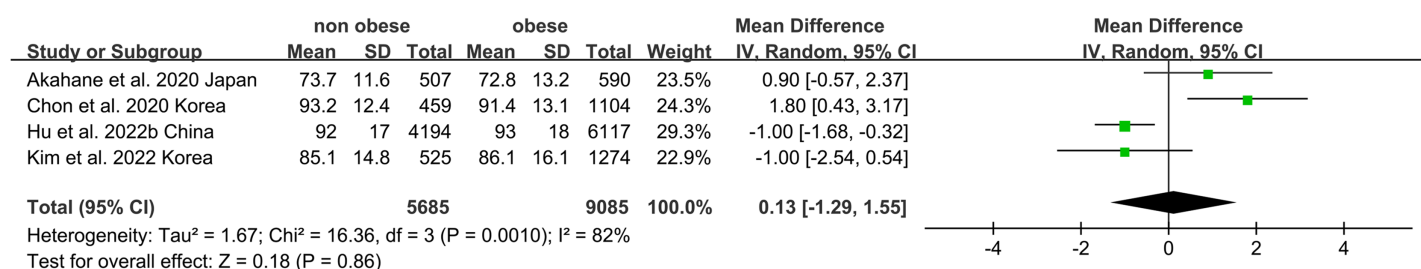 non obese obese Mean Difference Mean Difference
Study or Subgroup Mean SD Total Mean SD Total Weight IV, Random, 95% CI IV, Random, 95% CI
Akahane et al. 2020 Japan 73.7 11.6 507 72.8 13.2 590 23.5% 0.90 [-0.57, 2.37]
Chon et al. 2020 Korea 93.2 12.4 459 91.4 13.1 1104 24.3% 1.80 [0.43, 3.17]
Hu et al. 2022b China 92 17 4194 93 18 6117 29.3% -1.00 [-1.68, -0.32]
Kim et al. 2022 Korea 85.1 14.8 525 86.1 16.1 1274 22.9% -1.00 [-2.54, 0.54]
Total (95% CI) 5685 9085 100.0% 0.13 [-1.29, 1.55]
Heterogeneity: Tau² = 1.67; Chi² = 16.36, df = 3 (P = 0.0010); I² = 82%
Test for overall effect: Z = 0.18 (P = 0.86)
-4 -2 0 2 4